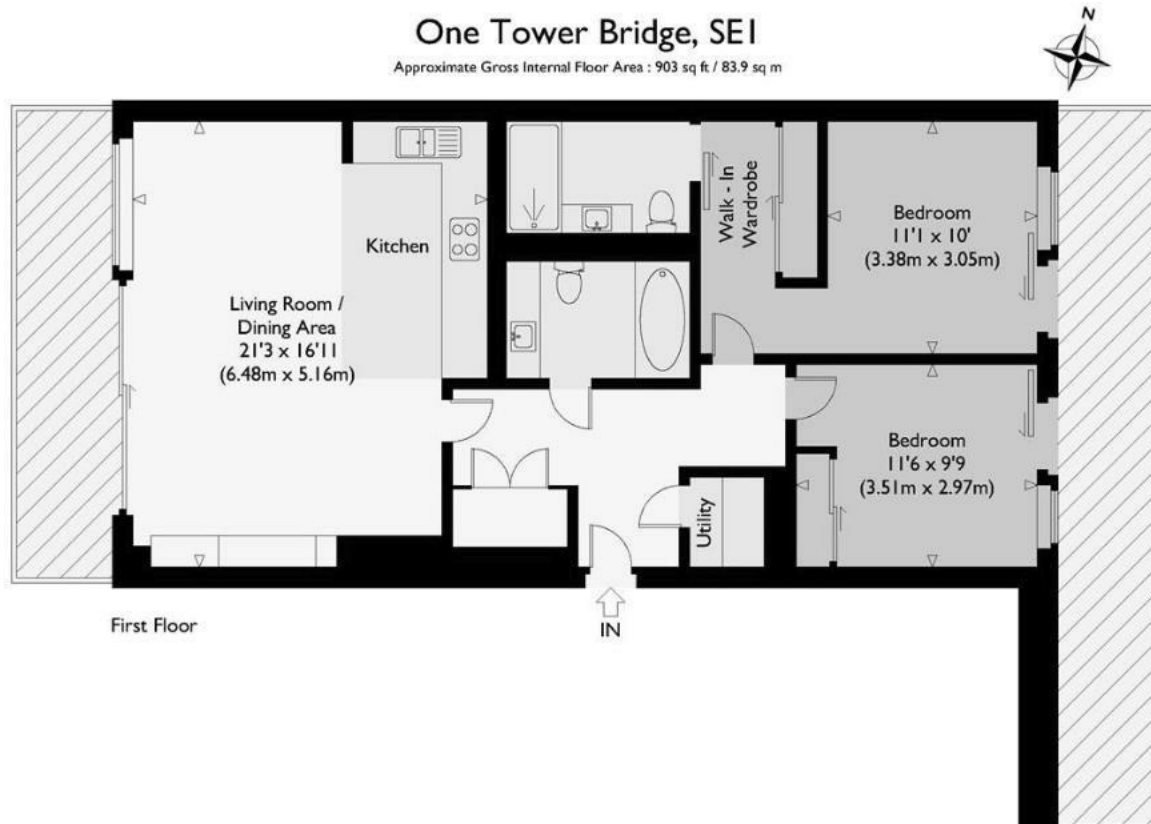 One Tower Bridge, SE1
Approximate Gross Internal Floor Area : 903 sq ft / 83.9 sq m
N
Kitchen
Living Room /
Dining Area
21'3 x 16'11
(6.48m x 5.16m)
Walk - In
Wardrobe
Bedroom
11'1 x 10'
(3.38m x 3.05m)
Bedroom
11'6 x 9'9
(3.51m x 2.97m)
Utility
First Floor
IN